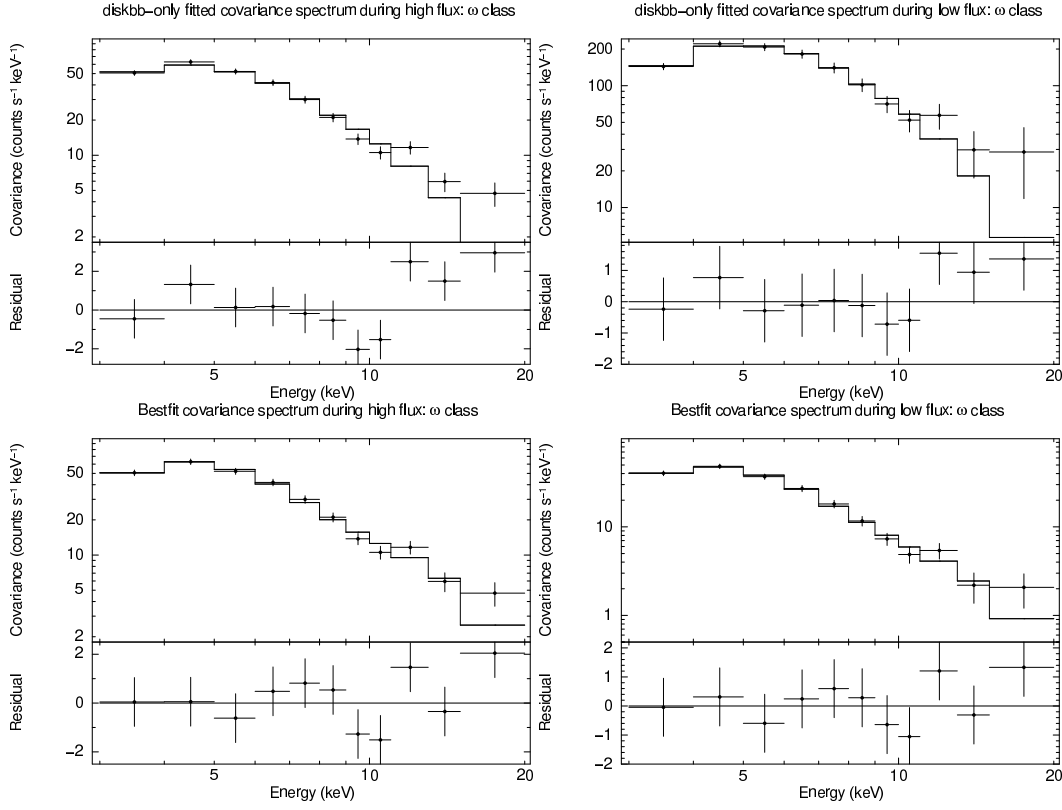 diskbb-only fitted covariance spectrum during high flux: ω class
Covariance (counts s⁻¹ keV⁻¹)
50
20
10
5
2
Residual
2
0
−2
5
10
20
Energy (keV)
diskbb-only fitted covariance spectrum during low flux: ω class
Covariance (counts s⁻¹ keV⁻¹)
200
100
50
20
10
Residual
1
0
−1
−2
5
10
20
Energy (keV)
Bestfit covariance spectrum during high flux: ω class
Covariance (counts s⁻¹ keV⁻¹)
50
20
10
5
2
Residual
2
0
−2
5
10
20
Energy (keV)
Bestfit covariance spectrum during low flux: ω class
Covariance (counts s⁻¹ keV⁻¹)
10
1
Residual
2
1
0
−1
−2
5
10
20
Energy (keV)